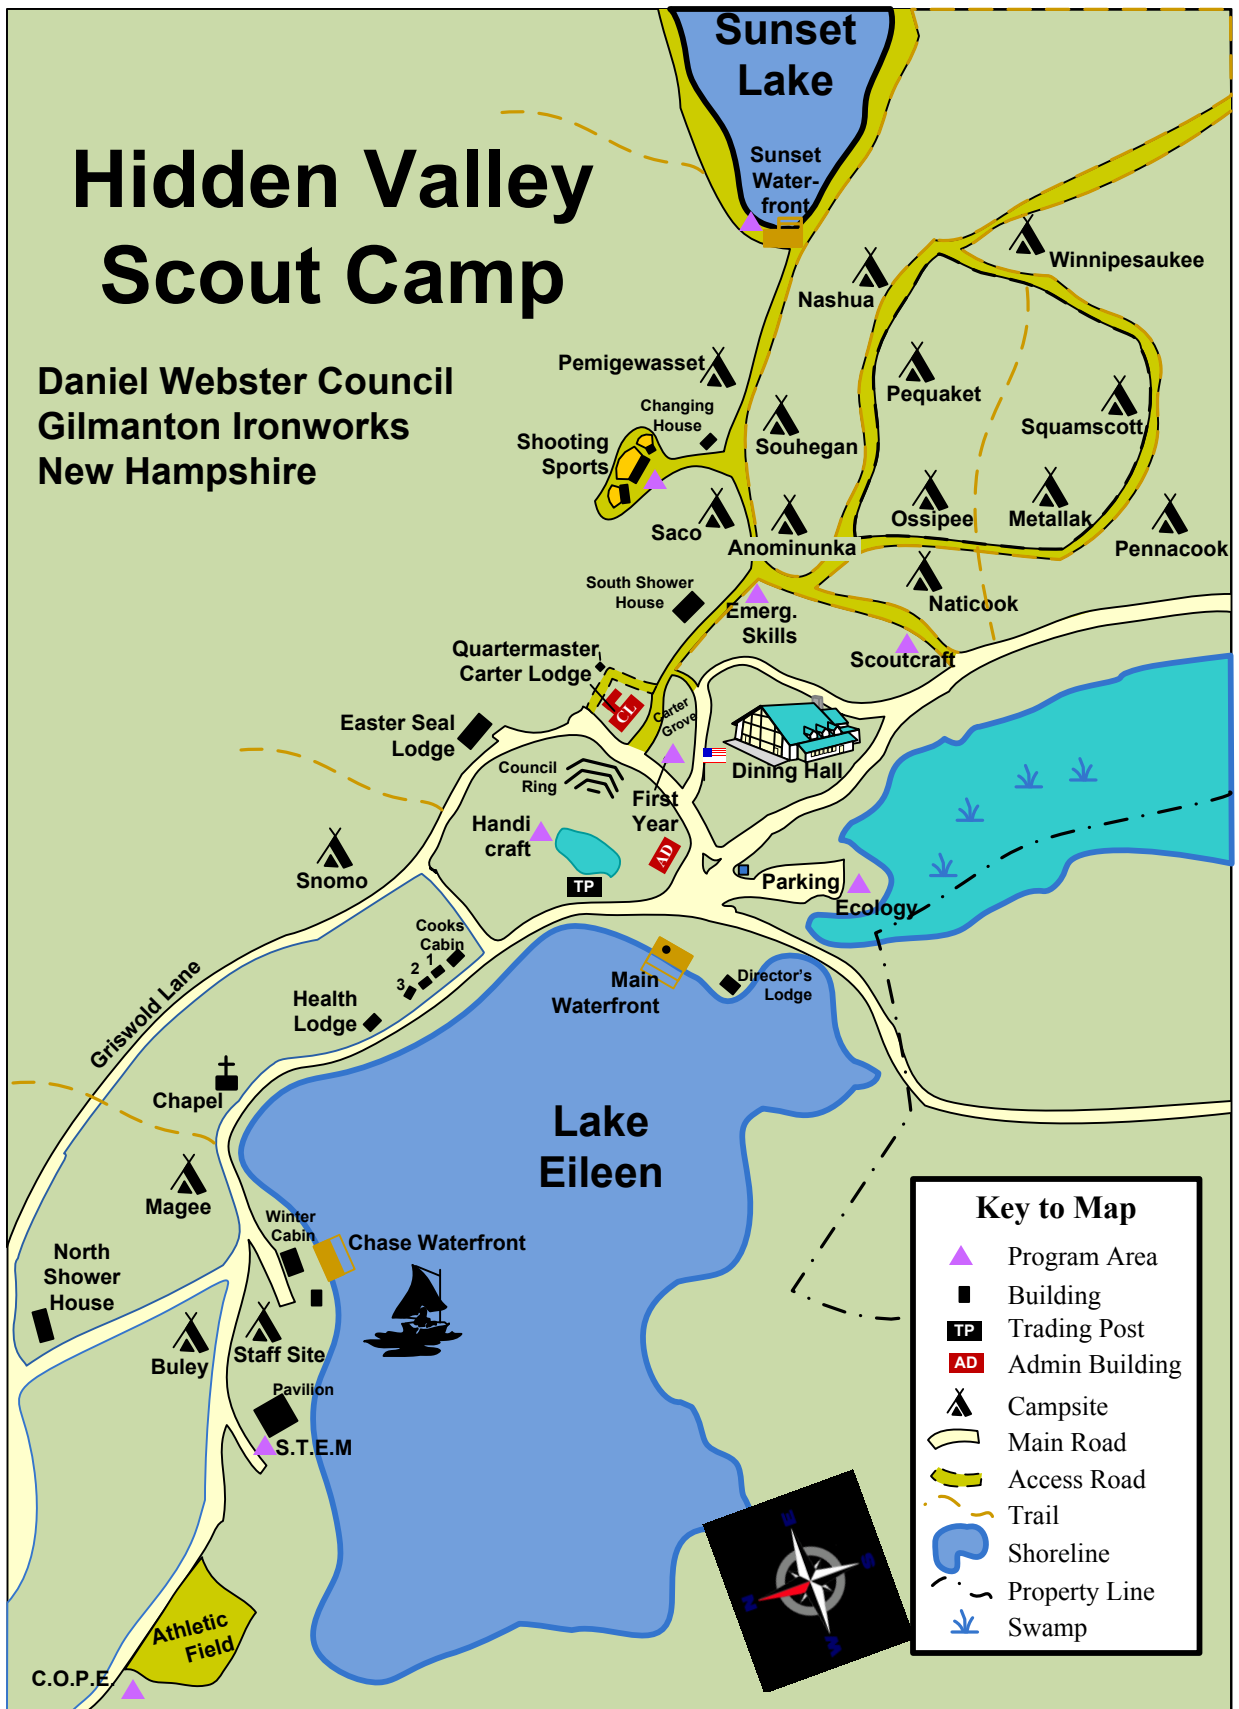 Sunset
Lake
Sunset
Water-
front
Hidden Valley
Scout Camp
Daniel Webster Council
Gilmanton Ironworks
New Hampshire
Winnipesaukee
Nashua
Pemigewasset
Pequaket
Changing
House
Squamscott
Shooting
Sports
Souhegan
Saco
Ossipee
Metallak
Anominunka
Pennacook
South Shower
House
Naticook
Emerg.
Skills
Quartermaster
Carter Lodge
Scoutcraft
CL
Carter
Grove
Easter Seal
Lodge
Council
Ring
Dining Hall
First
Year
Handi
craft
AD
TP
Snomo
Parking
Ecology
Cooks
Cabin
1
2
3
Main
Waterfront
Director's
Lodge
Health
Lodge
Griswold Lane
Chapel
Lake
Eileen
Magee
Winter
Cabin
Chase Waterfront
North
Shower
House
Buley
Staff Site
Pavilion
S.T.E.M
Athletic
Field
C.O.P.E.
E
S
N
W
Key to Map
Program Area
Building
TP Trading Post
AD Admin Building
Campsite
Main Road
Access Road
Trail
Shoreline
Property Line
Swamp